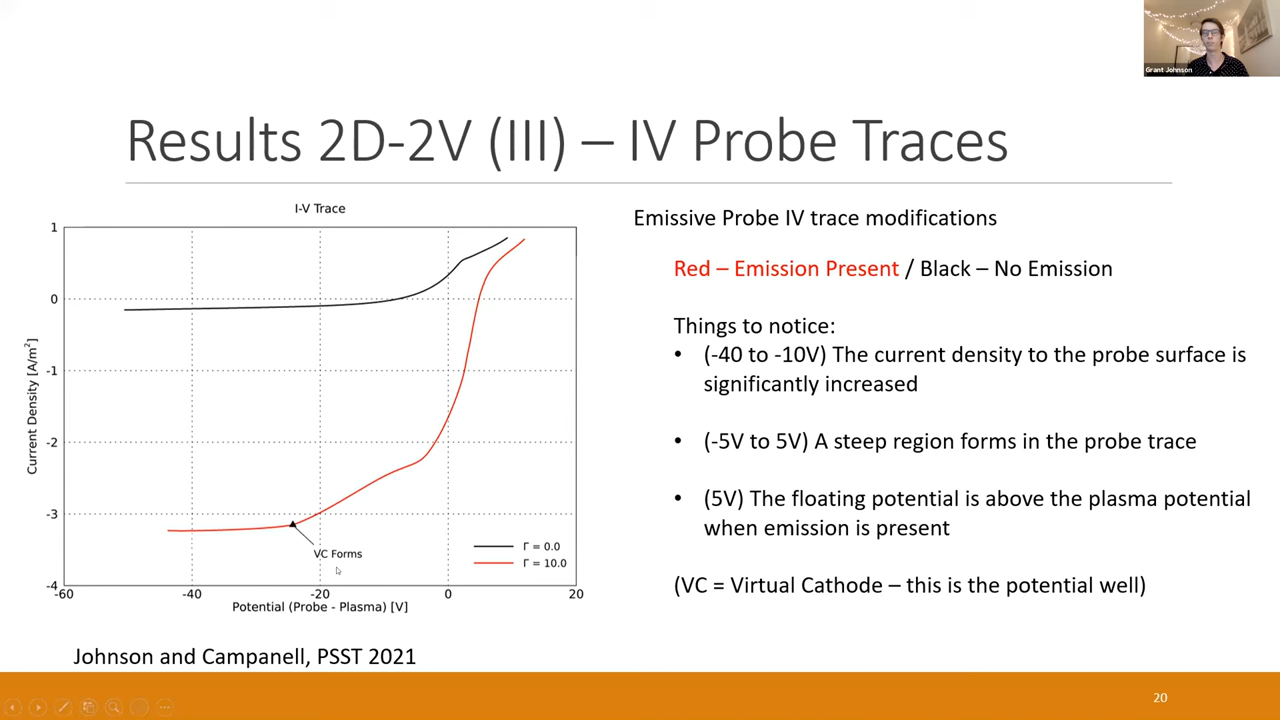 Grant Johnson
Results 2D-2V (III) – IV Probe Traces
I-V Trace
1
0
-1
-2
-3
-4
Current Density [A/m²]
-60
-40
-20
0
20
Potential (Probe - Plasma) [V]
VC Forms
Γ = 0.0
Γ = 10.0
Johnson and Campanell, PSST 2021
Emissive Probe IV trace modifications
Red – Emission Present / Black – No Emission
Things to notice:
• (-40 to -10V) The current density to the probe surface is
significantly increased
• (-5V to 5V) A steep region forms in the probe trace
• (5V) The floating potential is above the plasma potential
when emission is present
(VC = Virtual Cathode – this is the potential well)
20